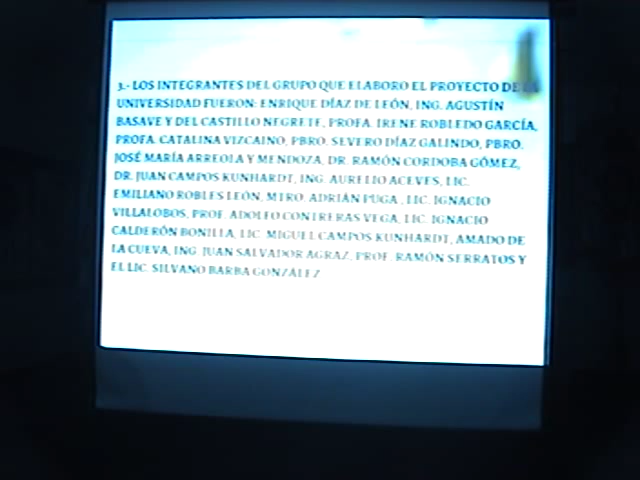 3.- LOS INTEGRANTES DEL GRUPO QUE ELABORO EL PROYECTO DE LA
UNIVERSIDAD FUERON: ENRIQUE DÍAZ DE LEÓN, ING. AGUSTÍN
BASAVE Y DEL CASTILLO NEGRETE, PROFA. IRENE ROBLEDO GARCÍA,
PROFA. CATALINA VIZCAINO, PBRO. SEVERO DÍAZ GALINDO, PBRO.
JOSÉ MARÍA ARREOLA Y MENDOZA, DR. RAMÓN CORDOBA GÓMEZ,
DR. JUAN CAMPOS KUNHARDT, ING. AURELIO ACEVES, LIC.
EMILIANO ROBLES LEÓN, MTRO. ADRIÁN PUGA , LIC. IGNACIO
VILLALOBOS, PROF. ADOLFO CONTRERAS VEGA, LIC. IGNACIO
CALDERÓN BONILLA, LIC. MIGUEL CAMPOS KUNHARDT, AMADO DE
LA CUEVA, ING. JUAN SALVADOR AGRAZ, PROF. RAMÓN SERRATOS Y
EL LIC. SILVANO BARBA GONZÁLEZ